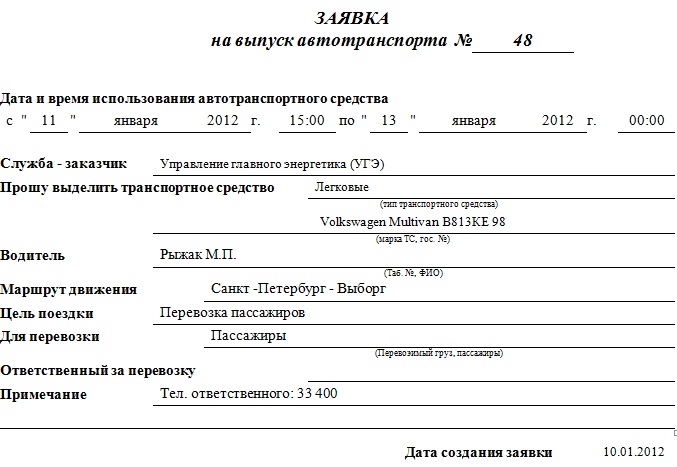 ЗАЯВКА
на выпуск автотранспорта № 48
Дата и время использования автотранспортного средства
с " 11 " января 2012 г. 15:00 по " 13 " января 2012 г. 00:00
Служба - заказчик Управление главного энергетика (УГЭ)
Прошу выделить транспортное средство Легковые
(тип транспортного средства)
Volkswagen Multivan В813КЕ 98
(марка ТС, гос. №)
Водитель Рыжак М.П.
(Таб. №, ФИО)
Маршрут движения Санкт -Петербург - Выборг
Цель поездки Перевозка пассажиров
Для перевозки Пассажиры
(Перевозимый груз, пассажиры)
Ответственный за перевозку
Примечание Тел. ответственного: 33 400
Дата создания заявки 10.01.2012